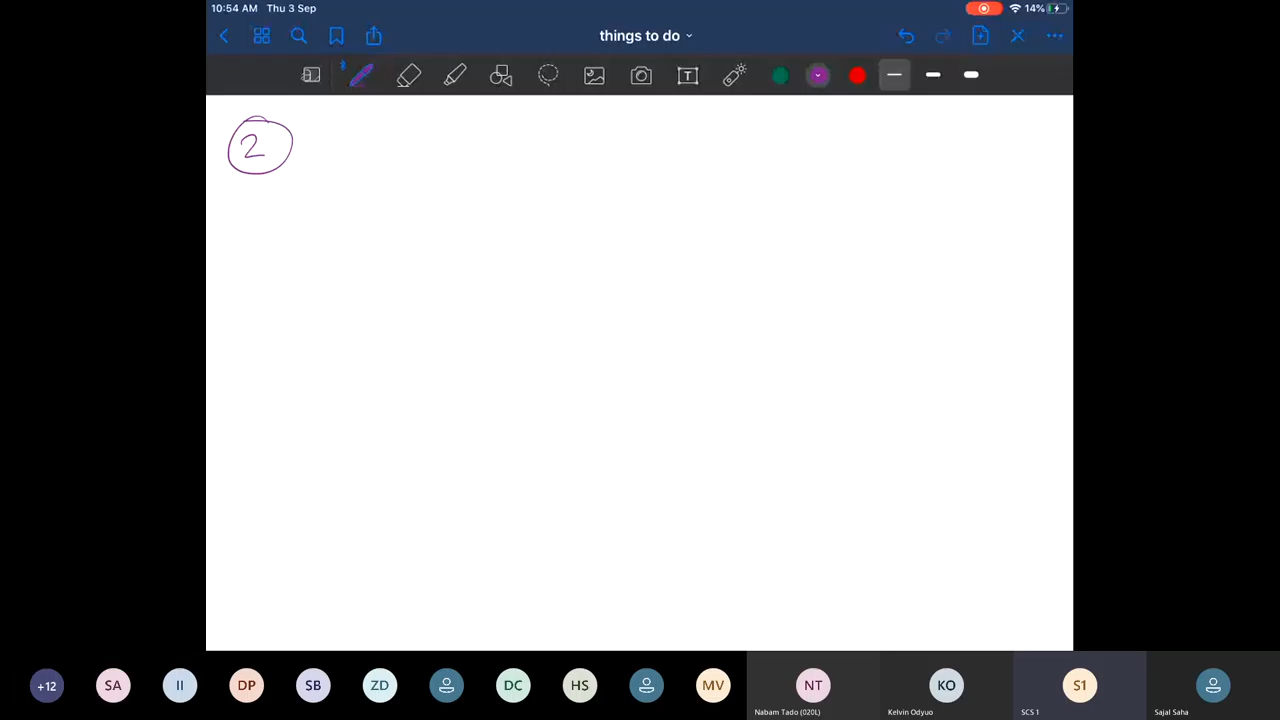 10:54 AM Thu 3 Sep 14%
things to do
T
2
+12 SA II DP SB ZD DC HS MV NT KO S1
Nabam Tado (020L) Kelvin Odyuo SCS 1 Sajal Saha